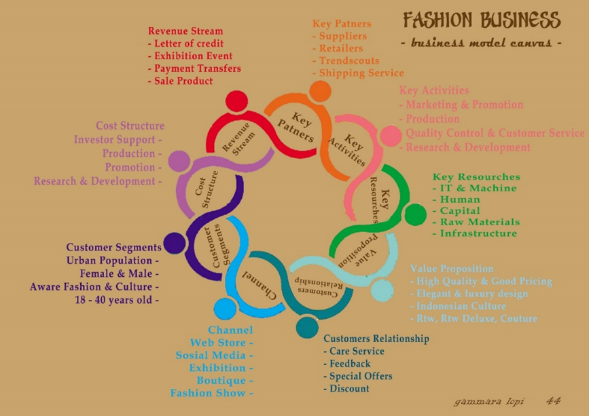 FASHION BUSINESS
- business model canvas -
Revenue Stream
- Letter of credit
- Exhibition Event
- Payment Transfers
- Sale Product
Key Patners
- Suppliers
- Retailers
- Trendscouts
- Shipping Service
Key Activities
- Marketing & Promotion
- Production
- Quality Control & Customer Service
- Research & Development
Key Resourches
- IT & Machine
- Human
- Capital
- Raw Materials
- Infrastructure
Value Proposition
- High Quality & Good Pricing
- Elegant & luxury design
- Indonesian Culture
- Rtw, Rtw Deluxe, Couture
Customers Relationship
- Care Service
- Feedback
- Special Offers
- Discount
Channel
Web Store -
Sosial Media -
Exhibition -
Boutique -
Fashion Show -
Customer Segments
Urban Population -
Female & Male -
Aware Fashion & Culture -
18 - 40 years old -
Cost Structure
Investor Support -
Production -
Promotion -
Research & Development -
Revenue
Stream
Key
Patners
Key
Activities
Key
Resourches
Value
Proposition
Customers
Relationship
Channel
Customer
Segments
Cost
Structure
gammara lopi 44